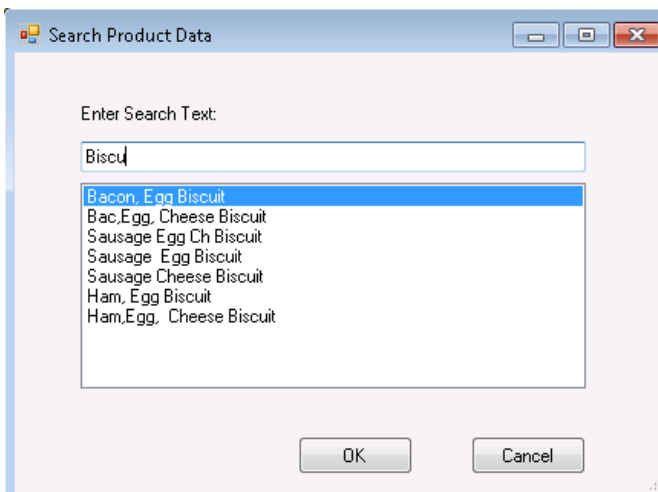 Search Product Data
Enter Search Text:
Biscu
Bacon, Egg Biscuit
Bac,Egg, Cheese Biscuit
Sausage Egg Ch Biscuit
Sausage  Egg Biscuit
Sausage Cheese Biscuit
Ham, Egg Biscuit
Ham,Egg,  Cheese Biscuit
OK Cancel